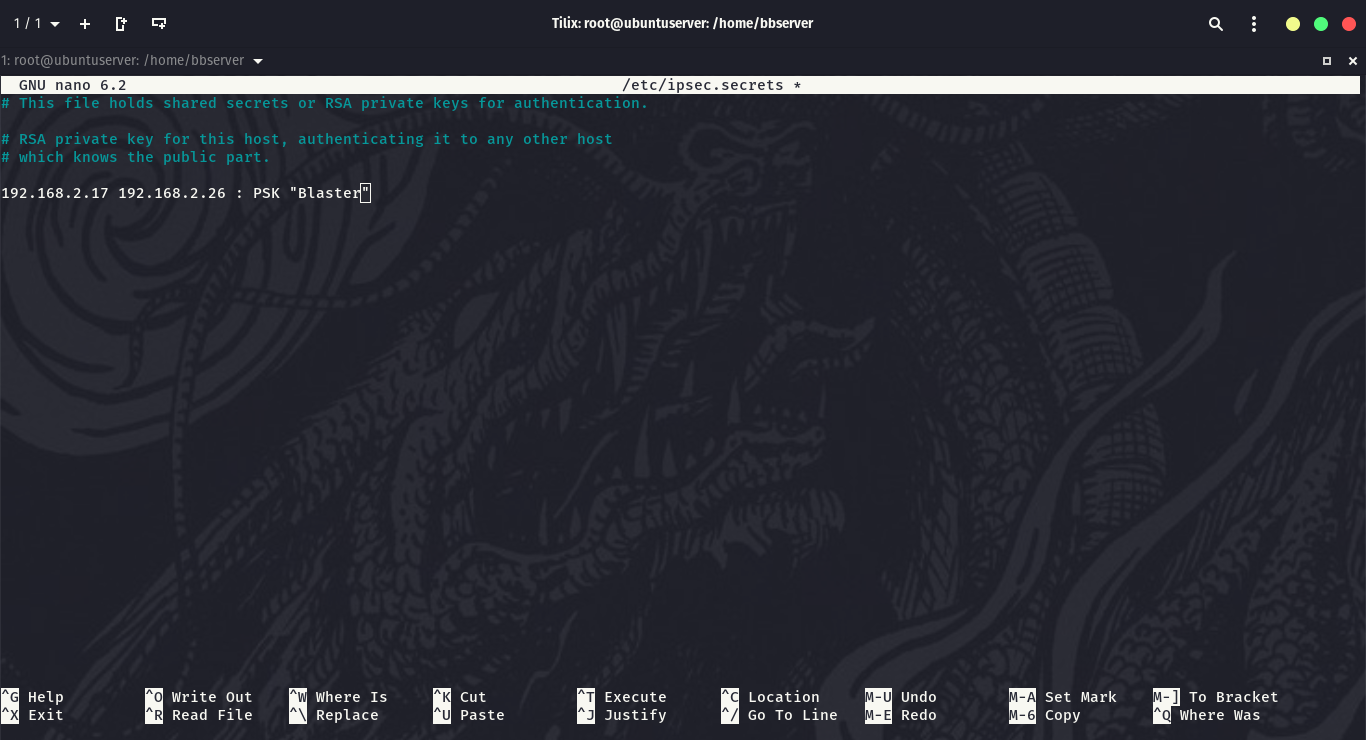 1 / 1
Tilix: root@ubuntuserver: /home/bbserver
1: root@ubuntuserver: /home/bbserver
GNU nano 6.2 /etc/ipsec.secrets *
# This file holds shared secrets or RSA private keys for authentication.
# RSA private key for this host, authenticating it to any other host
# which knows the public part.
192.168.2.17 192.168.2.26 : PSK "Blaster"
^G Help ^O Write Out ^W Where Is ^K Cut ^T Execute ^C Location M-U Undo M-A Set Mark M-] To Bracket
^X Exit ^R Read File ^\ Replace ^U Paste ^J Justify ^/ Go To Line M-E Redo M-6 Copy ^Q Where Was